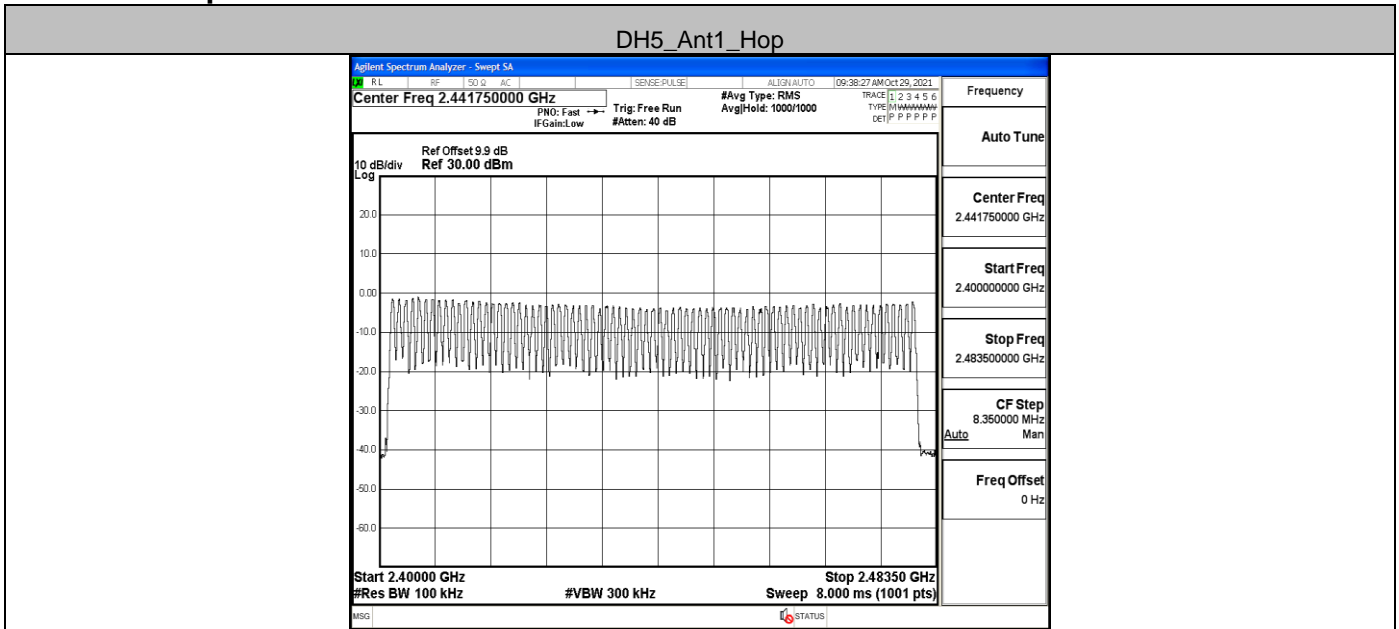 DH5_Ant1_Hop
Agilent Spectrum Analyzer - Swept SA
RL RF 50 Ω AC SENSE:PULSE ALIGNAUTO 09:38:27 AM Oct 29, 2021
Center Freq 2.441750000 GHz
PNO: Fast
IFGain:Low
Trig: Free Run
#Atten: 40 dB
#Avg Type: RMS
Avg|Hold: 1000/1000
TRACE 1 2 3 4 5 6
TYPE M W W W W W
DET P P P P P P
Ref Offset 9.9 dB
10 dB/div Ref 30.00 dBm
Log
20.0
10.0
0.00
-10.0
-20.0
-30.0
-40.0
-50.0
-60.0
Start 2.40000 GHz Stop 2.48350 GHz
#Res BW 100 kHz #VBW 300 kHz Sweep 8.000 ms (1001 pts)
MSG STATUS
Frequency
Auto Tune
Center Freq
2.441750000 GHz
Start Freq
2.400000000 GHz
Stop Freq
2.483500000 GHz
CF Step
8.350000 MHz
Auto Man
Freq Offset
0 Hz